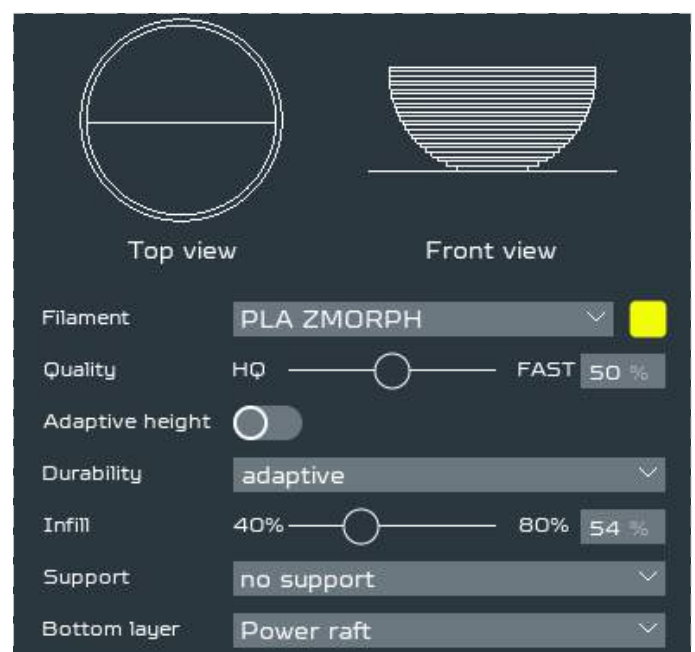 Top view Front view
Filament PLA ZMORPH
Quality HQ FAST 50 %
Adaptive height
Durability adaptive
Infill 40% 80% 54 %
Support no support
Bottom layer Power raft